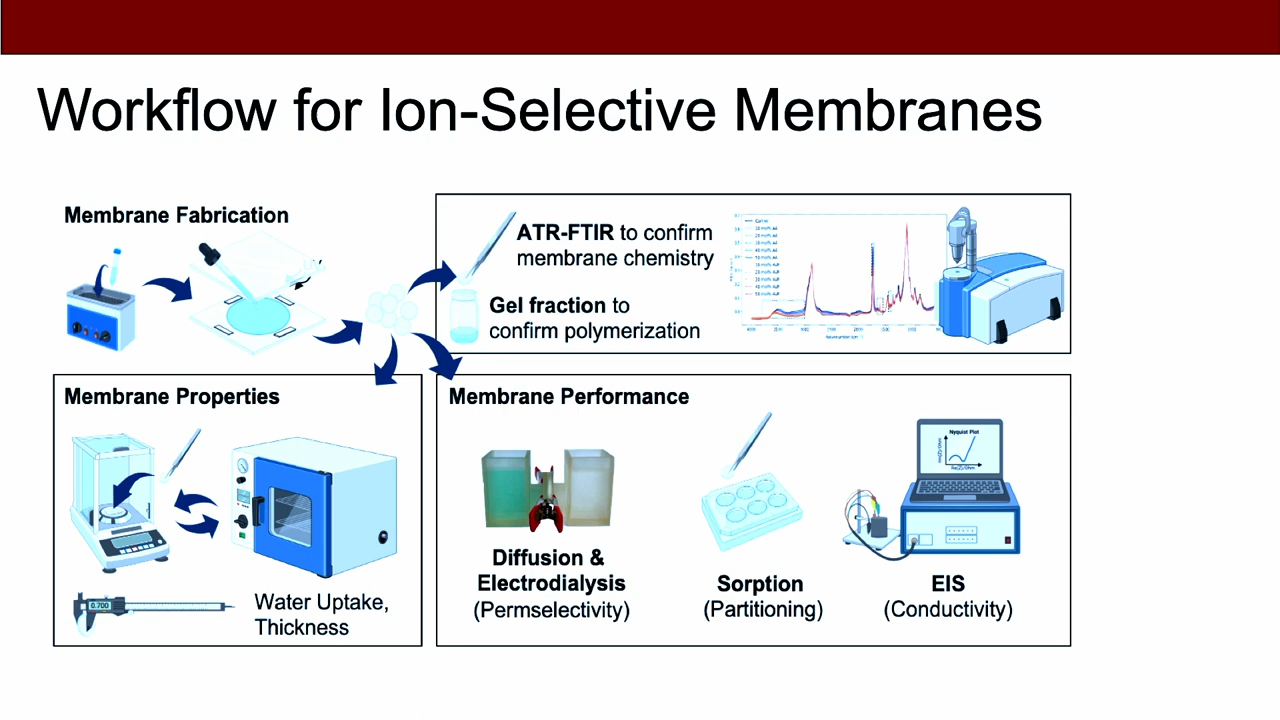 Workflow for Ion-Selective Membranes
Membrane Fabrication
ATR-FTIR to confirm
membrane chemistry
Gel fraction to
confirm polymerization
Membrane Properties
0.700
Water Uptake,
Thickness
Membrane Performance
Diffusion &
Electrodialysis
(Permselectivity)
Sorption
(Partitioning)
Nyquist Plot
EIS
(Conductivity)